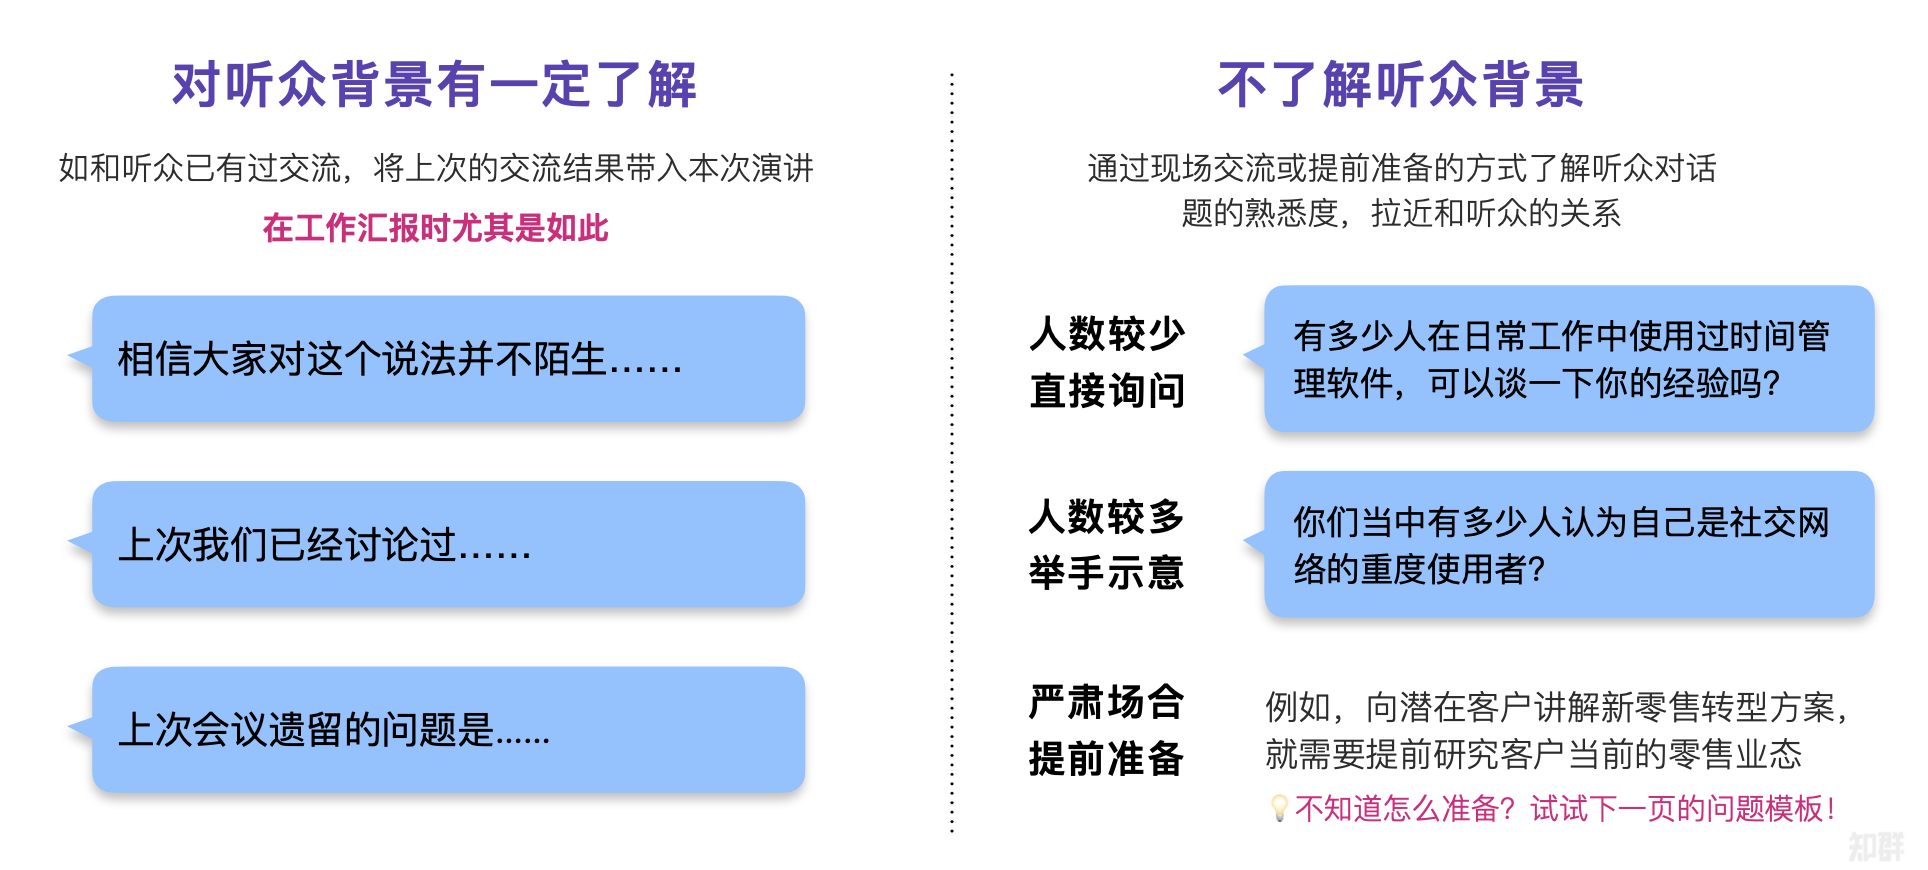 对听众背景有一定了解
如和听众已有过交流，将上次的交流结果带入本次演讲
在工作汇报时尤其是如此
相信大家对这个说法并不陌生……
上次我们已经讨论过……
上次会议遗留的问题是……
不了解听众背景
通过现场交流或提前准备的方式了解听众对话
题的熟悉度，拉近和听众的关系
人数较少
直接询问
有多少人在日常工作中使用过时间管
理软件，可以谈一下你的经验吗？
人数较多
举手示意
你们当中有多少人认为自己是社交网
络的重度使用者？
严肃场合
提前准备
例如，向潜在客户讲解新零售转型方案，
就需要提前研究客户当前的零售业态
不知道怎么准备？试试下一页的问题模板！
知群